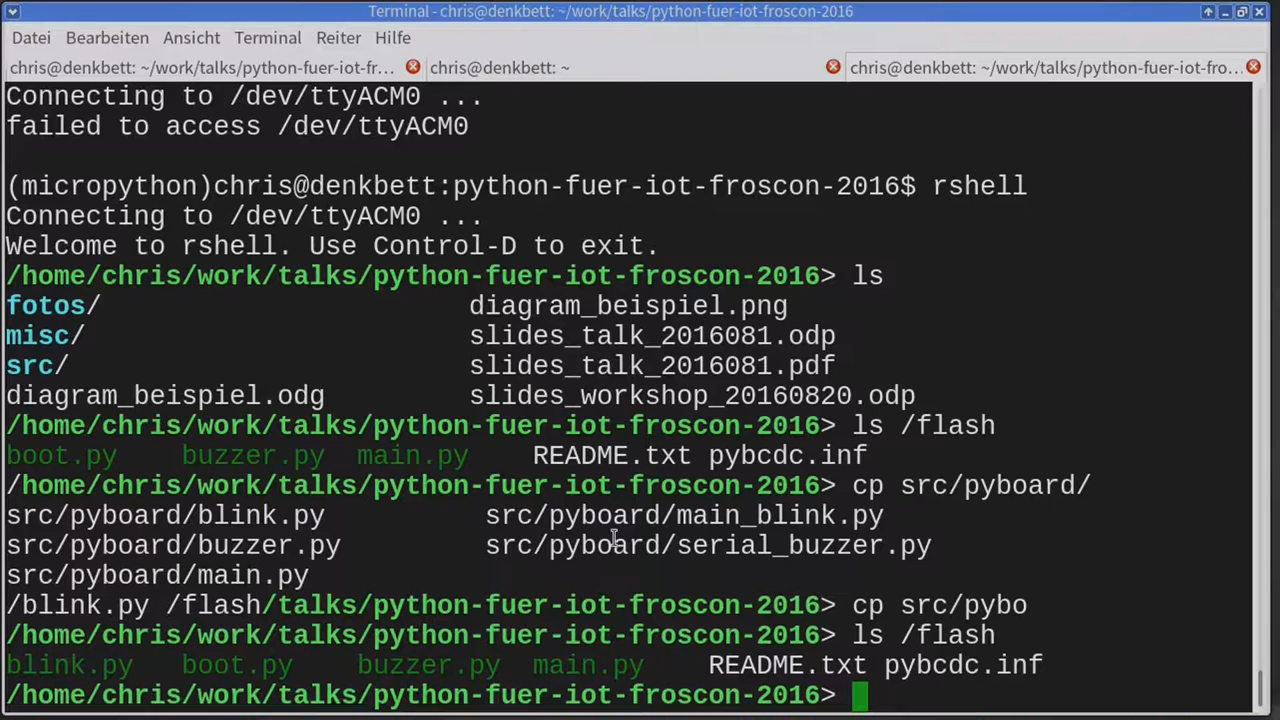 Terminal - chris@denkbett: ~/work/talks/python-fuer-iot-froscon-2016
Datei Bearbeiten Ansicht Terminal Reiter Hilfe
chris@denkbett: ~/work/talks/python-fuer-iot-fr... chris@denkbett: ~ chris@denkbett: ~/work/talks/python-fuer-iot-fro...
Connecting to /dev/ttyACM0 ...
failed to access /dev/ttyACM0
(micropython)chris@denkbett:python-fuer-iot-froscon-2016$ rshell
Connecting to /dev/ttyACM0 ...
Welcome to rshell. Use Control-D to exit.
/home/chris/work/talks/python-fuer-iot-froscon-2016> ls
fotos/ diagram_beispiel.png
misc/ slides_talk_2016081.odp
src/ slides_talk_2016081.pdf
diagram_beispiel.odg slides_workshop_20160820.odp
/home/chris/work/talks/python-fuer-iot-froscon-2016> ls /flash
boot.py buzzer.py main.py README.txt pybcdc.inf
/home/chris/work/talks/python-fuer-iot-froscon-2016> cp src/pyboard/
src/pyboard/blink.py src/pyboard/main_blink.py
src/pyboard/buzzer.py src/pyboard/serial_buzzer.py
src/pyboard/main.py
/blink.py /flash/talks/python-fuer-iot-froscon-2016> cp src/pybo
/home/chris/work/talks/python-fuer-iot-froscon-2016> ls /flash
blink.py boot.py buzzer.py main.py README.txt pybcdc.inf
/home/chris/work/talks/python-fuer-iot-froscon-2016>